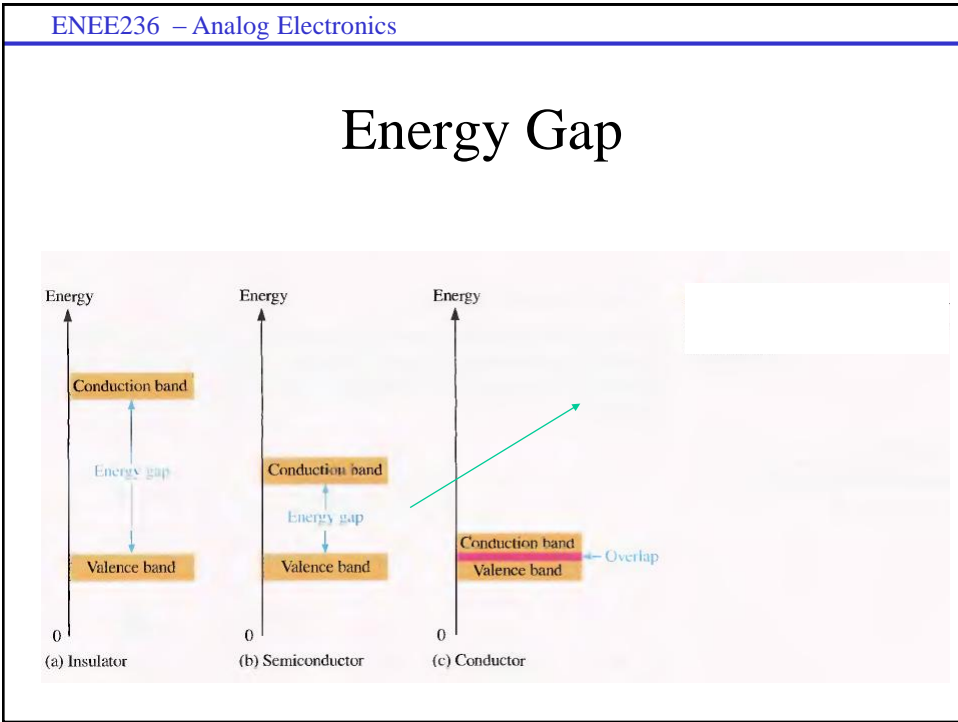 ENEE236 – Analog Electronics
Energy Gap
Energy
Conduction band
Energy gap
Valence band
0
(a) Insulator
Energy
Conduction band
Energy gap
Valence band
0
(b) Semiconductor
Energy
Conduction band
Overlap
Valence band
0
(c) Conductor